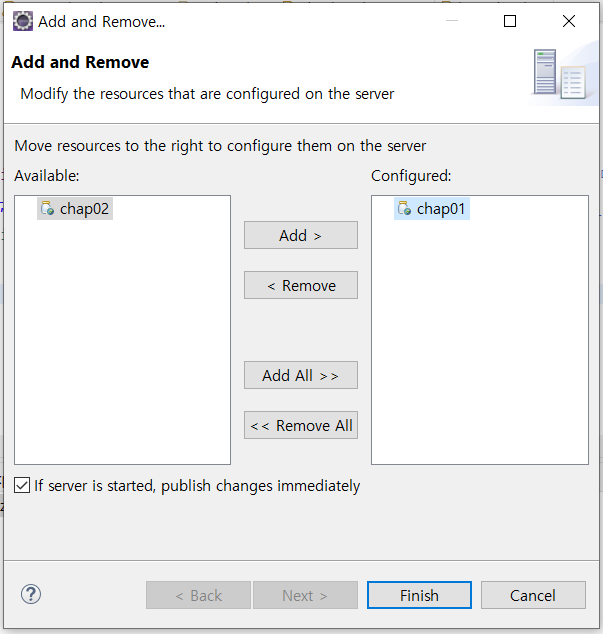 Add and Remove...
Add and Remove
Modify the resources that are configured on the server
Move resources to the right to configure them on the server
Available:
Configured:
chap02
chap01
Add >
< Remove
Add All >>
<< Remove All
If server is started, publish changes immediately
< Back
Next >
Finish
Cancel